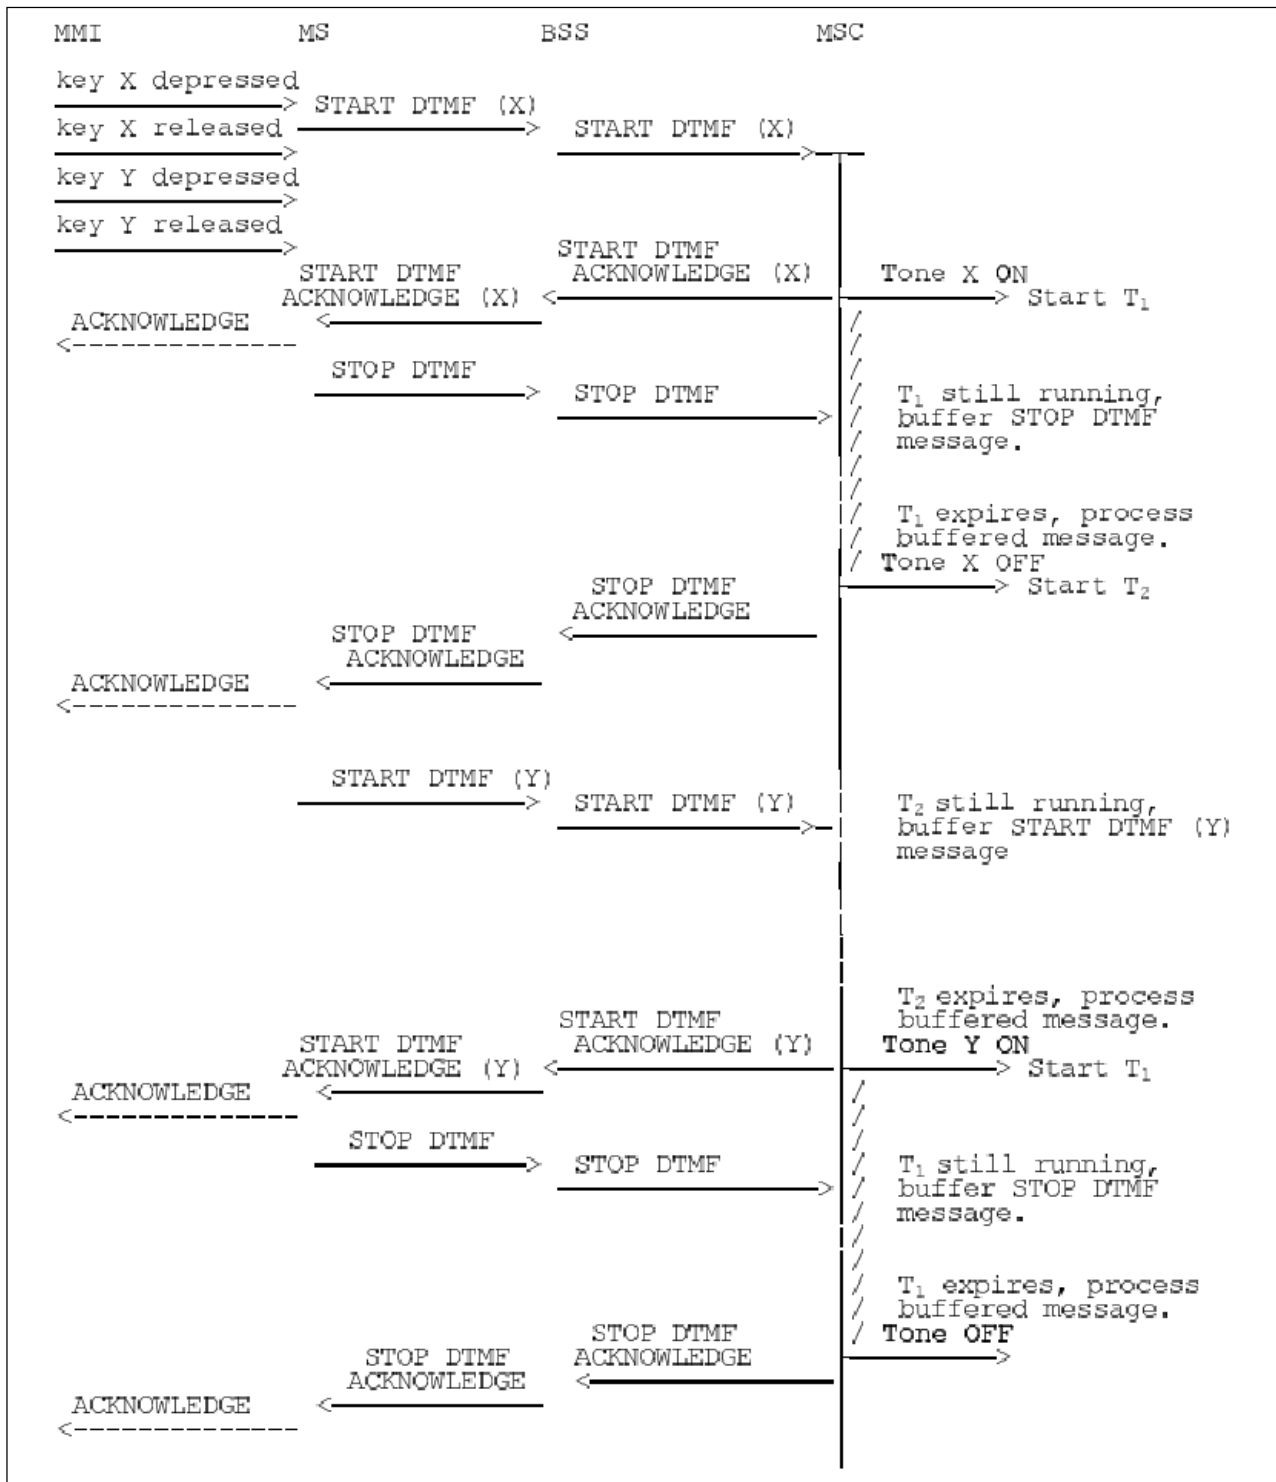 MMI MS BSS MSC
key X depressed
START DTMF (X)
key X released
START DTMF (X)
key Y depressed
key Y released
START DTMF
ACKNOWLEDGE (X)
Tone X ON
START DTMF
ACKNOWLEDGE (X)
Start T₁
ACKNOWLEDGE
STOP DTMF
STOP DTMF
T₁ still running,
buffer STOP DTMF
message.
T₁ expires, process
buffered message.
Tone X OFF
Start T₂
STOP DTMF
ACKNOWLEDGE
STOP DTMF
ACKNOWLEDGE
ACKNOWLEDGE
START DTMF (Y)
START DTMF (Y)
T₂ still running,
buffer START DTMF (Y)
message
T₂ expires, process
buffered message.
START DTMF
ACKNOWLEDGE (Y)
Tone Y ON
START DTMF
ACKNOWLEDGE (Y)
Start T₁
ACKNOWLEDGE
STOP DTMF
STOP DTMF
T₁ still running,
buffer STOP DTMF
message.
T₁ expires, process
buffered message.
Tone OFF
STOP DTMF
ACKNOWLEDGE
STOP DTMF
ACKNOWLEDGE
ACKNOWLEDGE